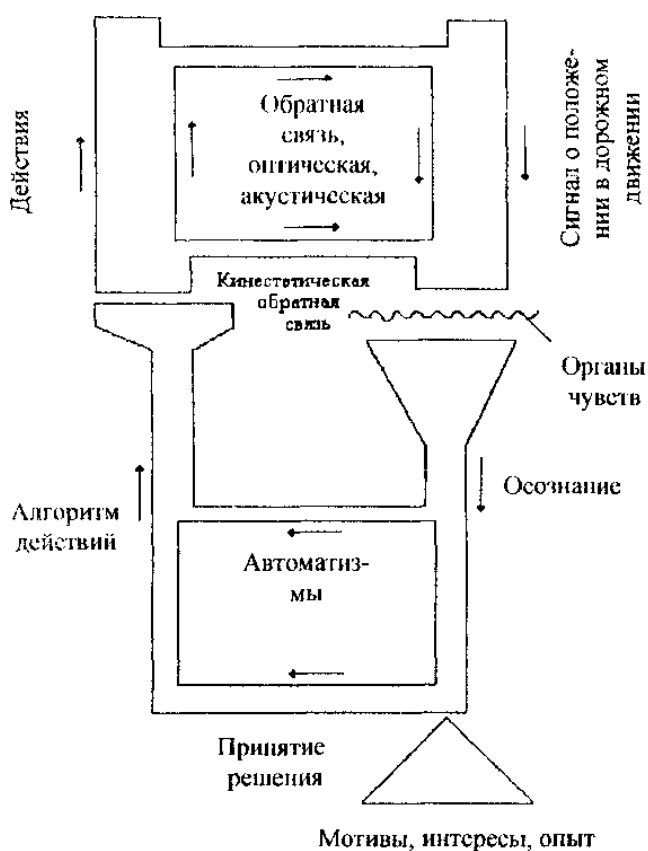 Действия
Обратная
связь,
оптическая,
акустическая
Сигнал о положе-
нии в дорожном
движении
Кинестетическая
обратная
связь
Органы
чувств
Осознание
Алгоритм
действий
Автоматиз-
мы
Принятие
решения
Мотивы, интересы, опыт